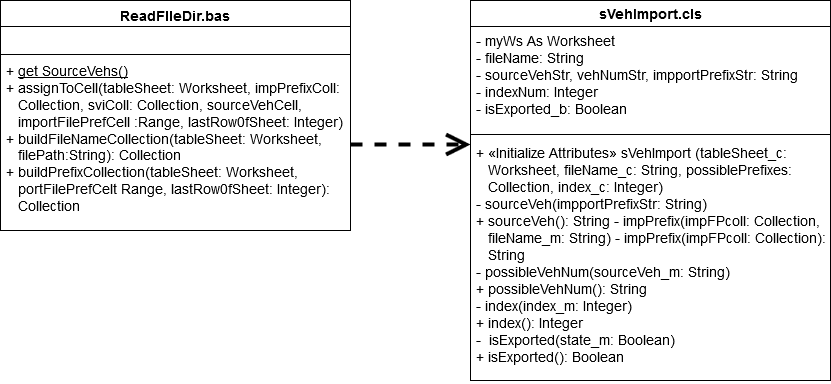 ReadFileDir.bas
+ get SourceVehs()
+ assignToCell(tableSheet: Worksheet, impPrefixColl:
Collection, sviColl: Collection, sourceVehCell,
importFilePrefCell :Range, lastRow0fSheet: Integer)
+ buildFileNameCollection(tableSheet: Worksheet,
filePath:String): Collection
+ buildPrefixCollection(tableSheet: Worksheet,
portFilePrefCelt Range, lastRow0fSheet: Integer):
Collection
sVehImport.cls
- myWs As Worksheet
- fileName: String
- sourceVehStr, vehNumStr, impportPrefixStr: String
- indexNum: Integer
- isExported_b: Boolean
+ «Initialize Attributes» sVehImport (tableSheet_c:
Worksheet, fileName_c: String, possiblePrefixes:
Collection, index_c: Integer)
- sourceVeh(impportPrefixStr: String)
+ sourceVeh(): String - impPrefix(impFPcoll: Collection,
fileName_m: String) - impPrefix(impFPcoll: Collection):
String
- possibleVehNum(sourceVeh_m: String)
+ possibleVehNum(): String
- index(index_m: Integer)
+ index(): Integer
- isExported(state_m: Boolean)
+ isExported(): Boolean